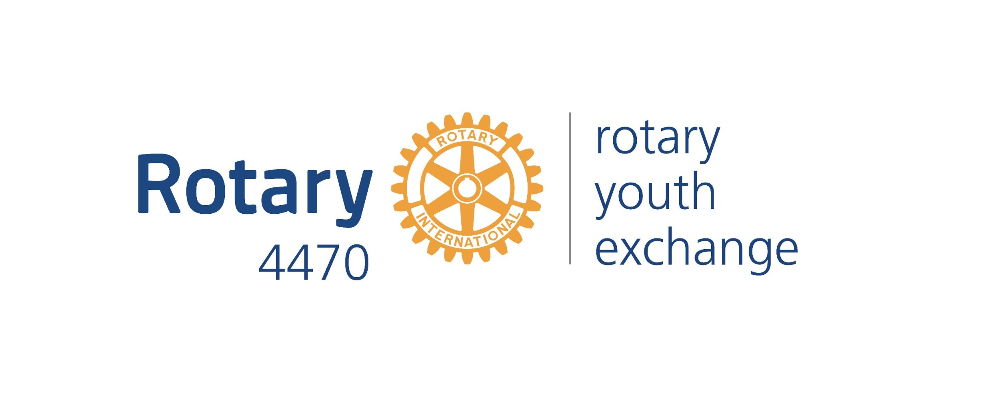 Rotary
4470
ROTARY
INTERNATIONAL
rotary
youth
exchange